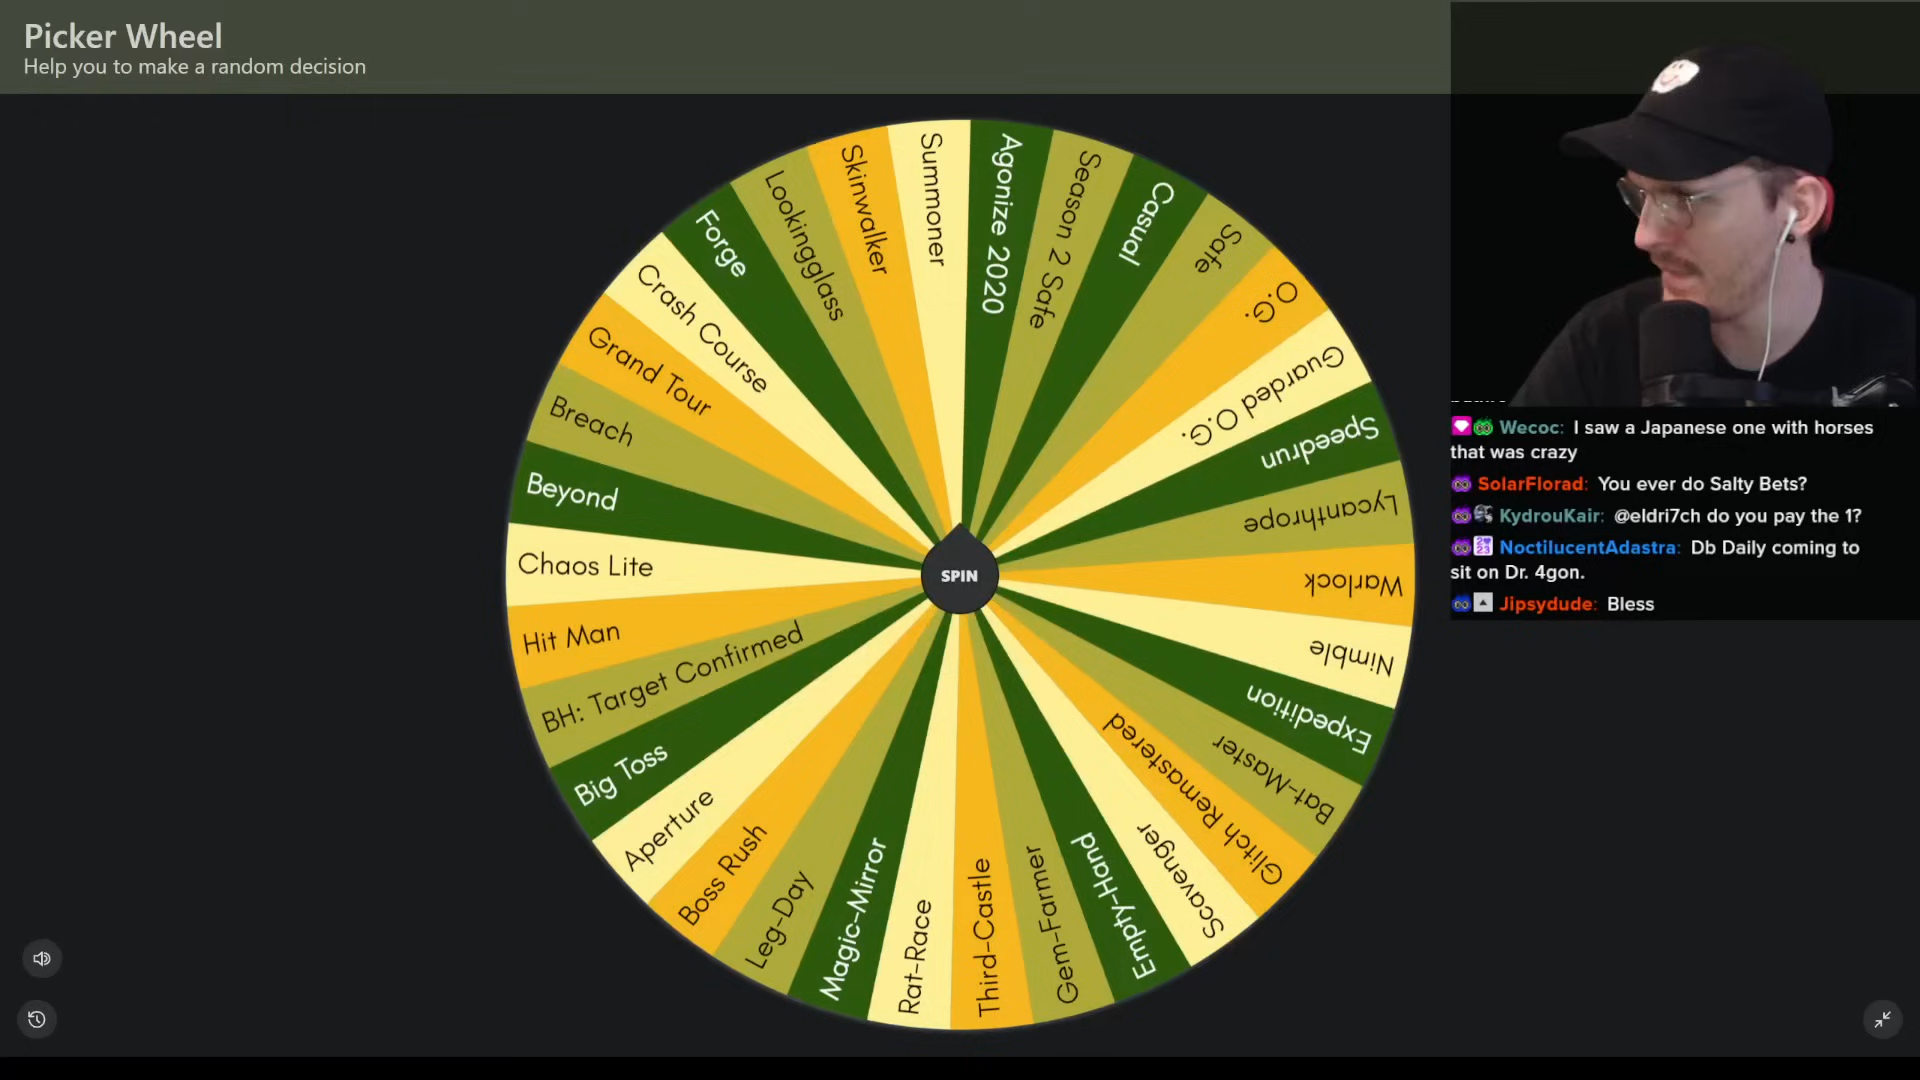 Picker Wheel
Help you to make a random decision
Summoner
Agonize 2020
Season 2 Safe
Casual
Safe
O.G.
Guarded O.G.
Speedrun
Lycanthrope
Warlock
Nimble
Expedition
Bat-Master
Glitch Remastered
Scavenger
Empty-Hand
Gem-Farmer
Third-Castle
Rat-Race
Magic-Mirror
Leg-Day
Boss Rush
Aperture
Big Toss
BH: Target Confirmed
Hit Man
Chaos Lite
Beyond
Breach
Grand Tour
Crash Course
Forge
Lookingglass
Skinwalker
SPIN
Wecoc: I saw a Japanese one with horses
that was crazy
SolarFlorad: You ever do Salty Bets?
KydrouKair: @eldri7ch do you pay the 1?
NoctilucentAdastra: Db Daily coming to
sit on Dr. 4gon.
Jipsydude: Bless